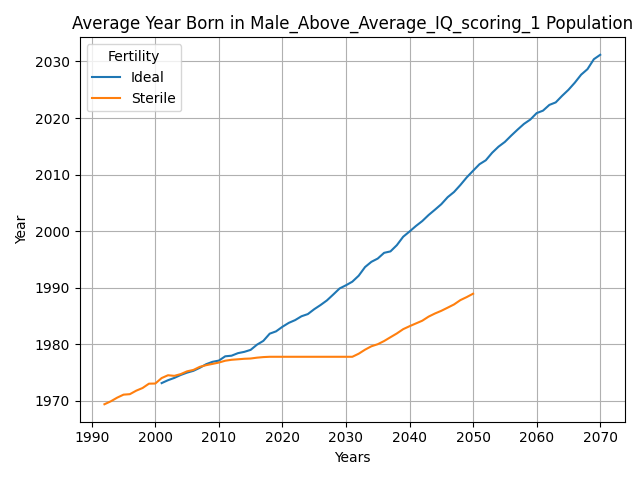 Average Year Born in Male_Above_Average_IQ_scoring_1 Population
Fertility
Ideal
Sterile
Year
2030
2020
2010
2000
1990
1980
1970
1990 2000 2010 2020 2030 2040 2050 2060 2070
Years